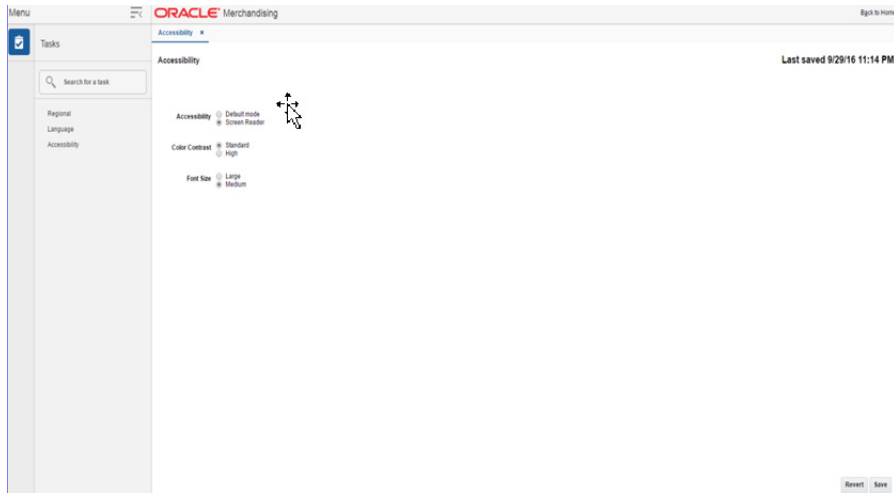 Menu
ORACLE Merchandising
Back to Home
Tasks
Accessibility ×
Accessibility
Last saved 9/29/16 11:14 PM
Search for a task
Regional
Language
Accessibility
Accessibility
Default mode
Screen Reader
Color Contrast
Standard
High
Font Size
Large
Medium
Revert
Save